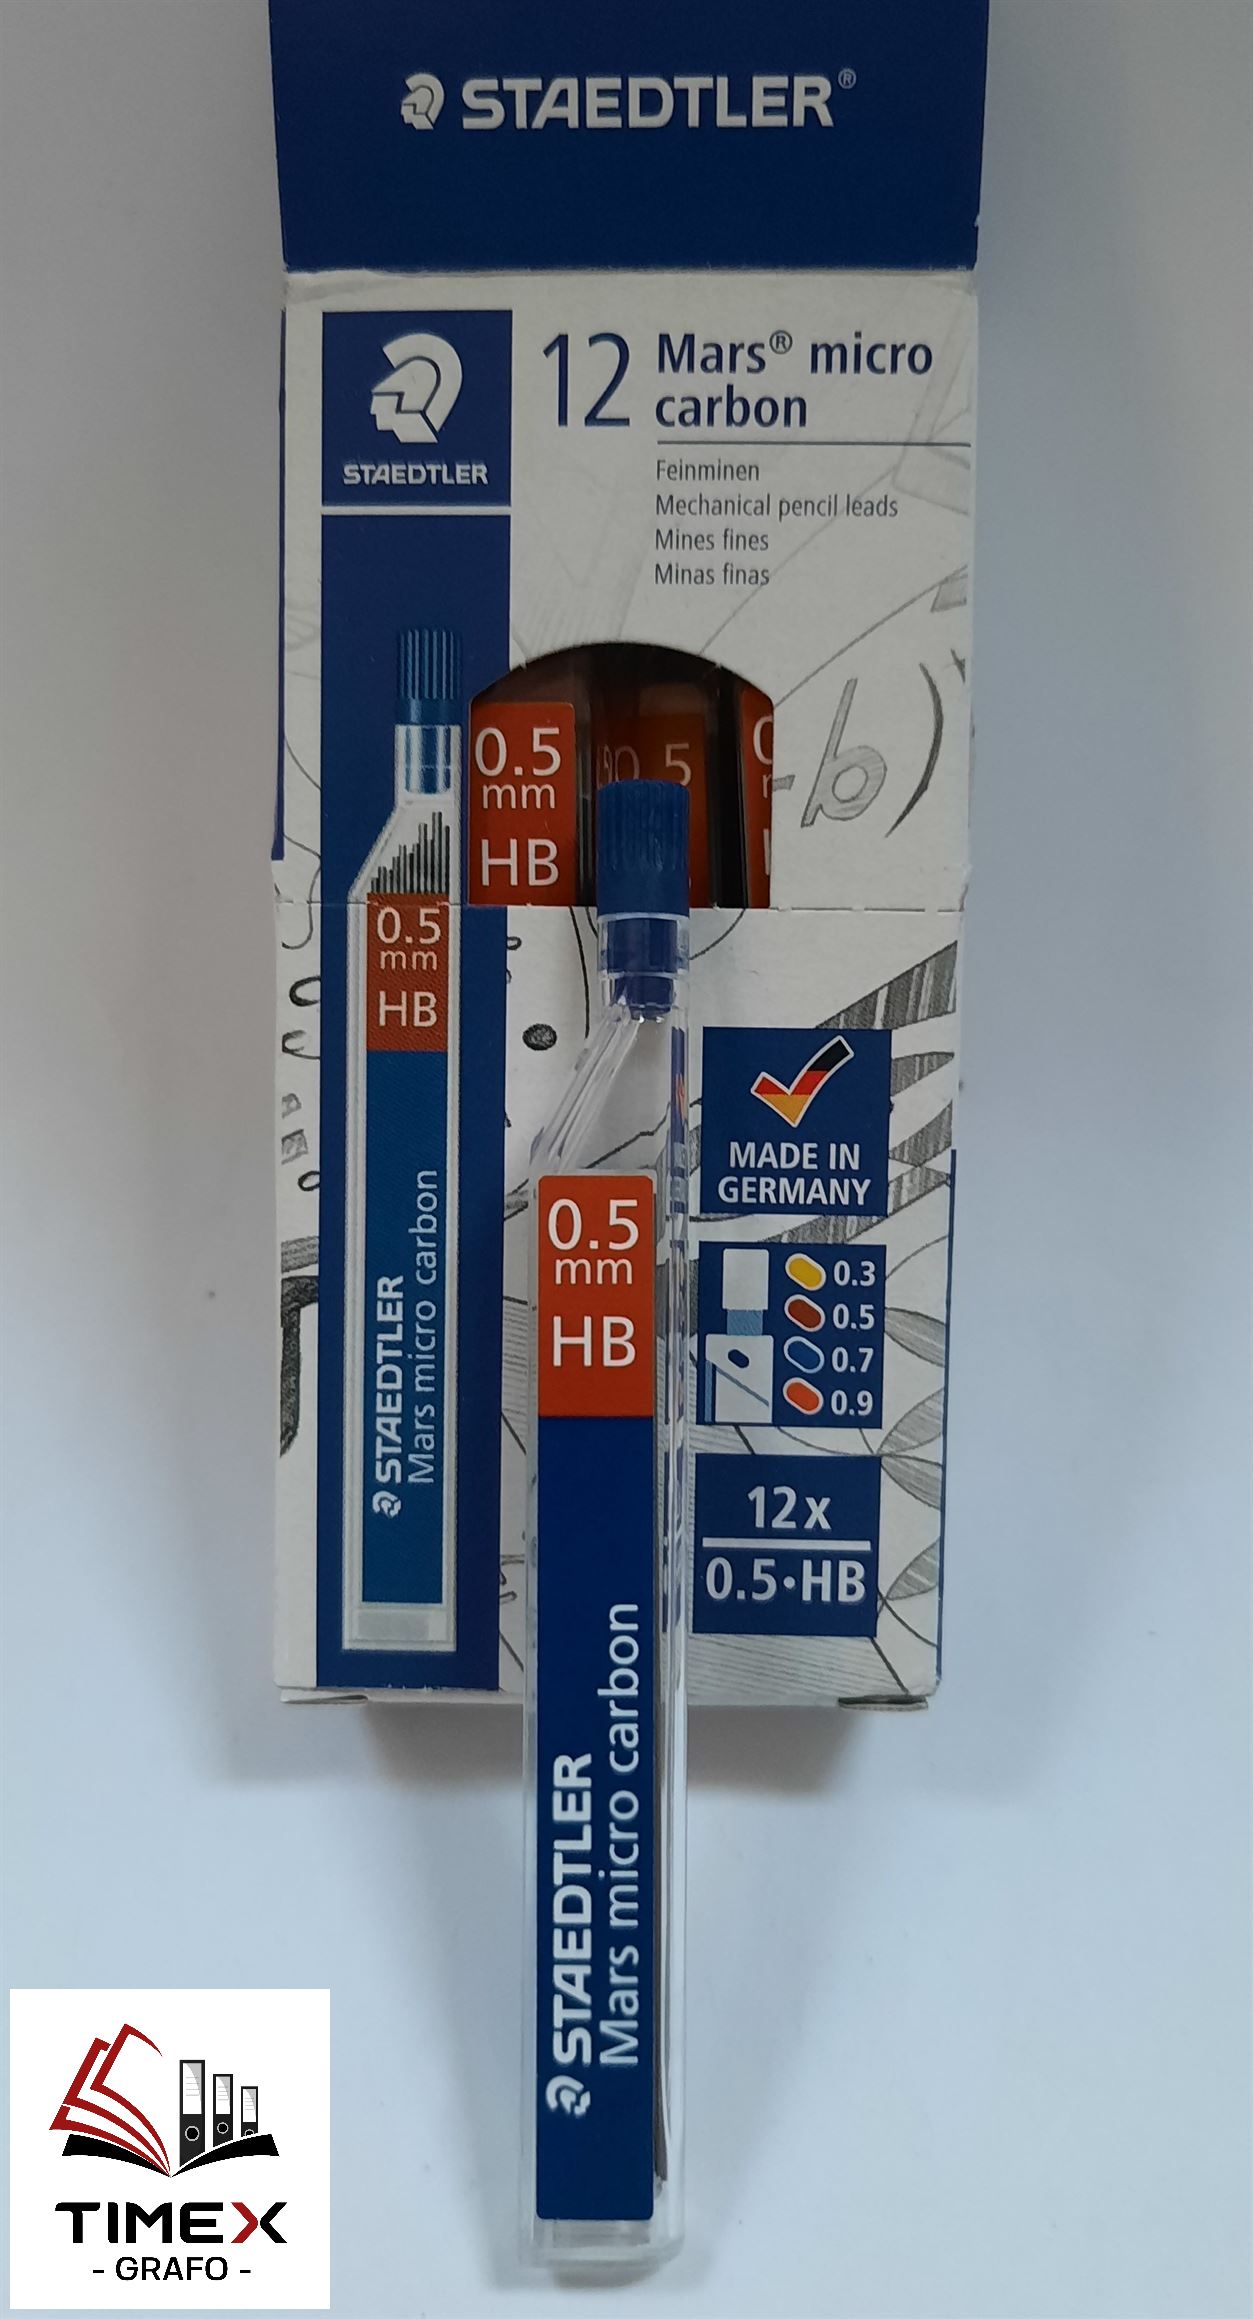 STAEDTLER®
STAEDTLER
12 Mars® micro
carbon
Feinminen
Mechanical pencil leads
Mines fines
Minas finas
0.5
mm
HB
0.5
-b)
0.5
mm
HB
STAEDTLER
Mars micro carbon
MADE IN
GERMANY
0.3
0.5
0.7
0.9
12x
0.5·HB
0.5
mm
HB
STAEDTLER
Mars micro carbon
TIMEX
- GRAFO -